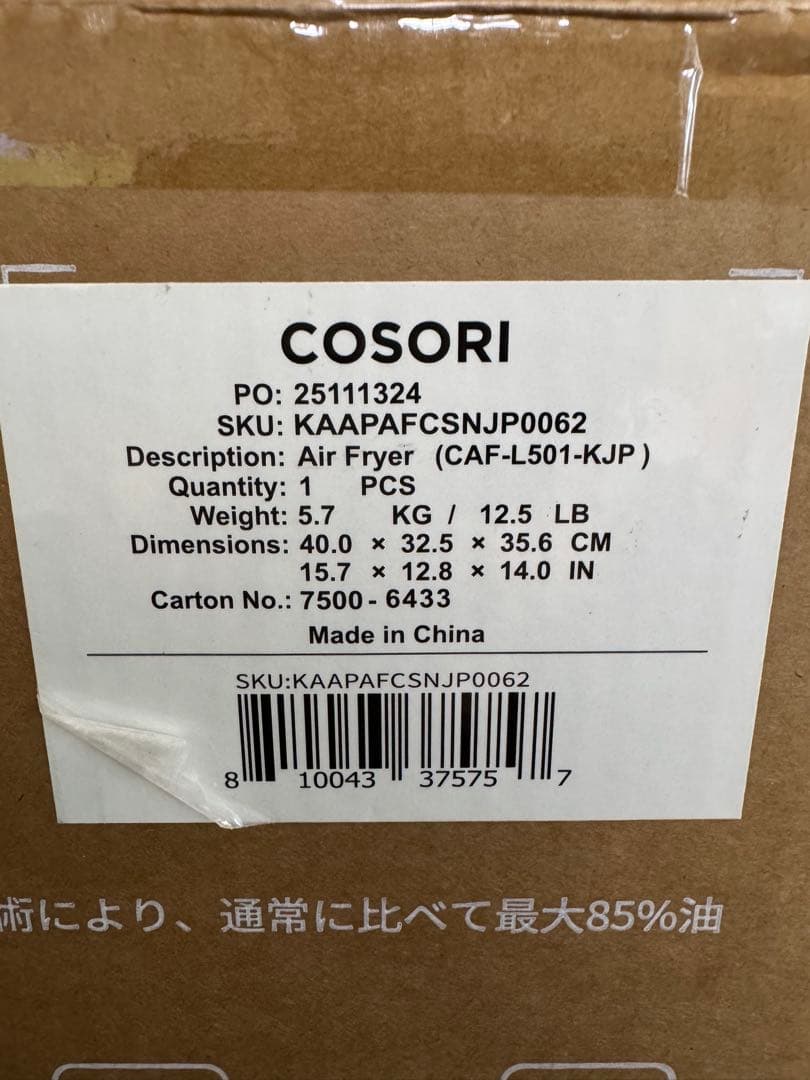 COSORI
PO: 25111324
SKU: KAAPAFCSNJP0062
Description: Air Fryer (CAF-L501-KJP )
Quantity: 1 PCS
Weight: 5.7 KG / 12.5 LB
Dimensions: 40.0 × 32.5 × 35.6 CM
15.7 × 12.8 × 14.0 IN
Carton No.: 7500 - 6433
Made in China
SKU:KAAPAFCSNJP0062
8 10043 37575 7
術により、通常に比べて最大85%油